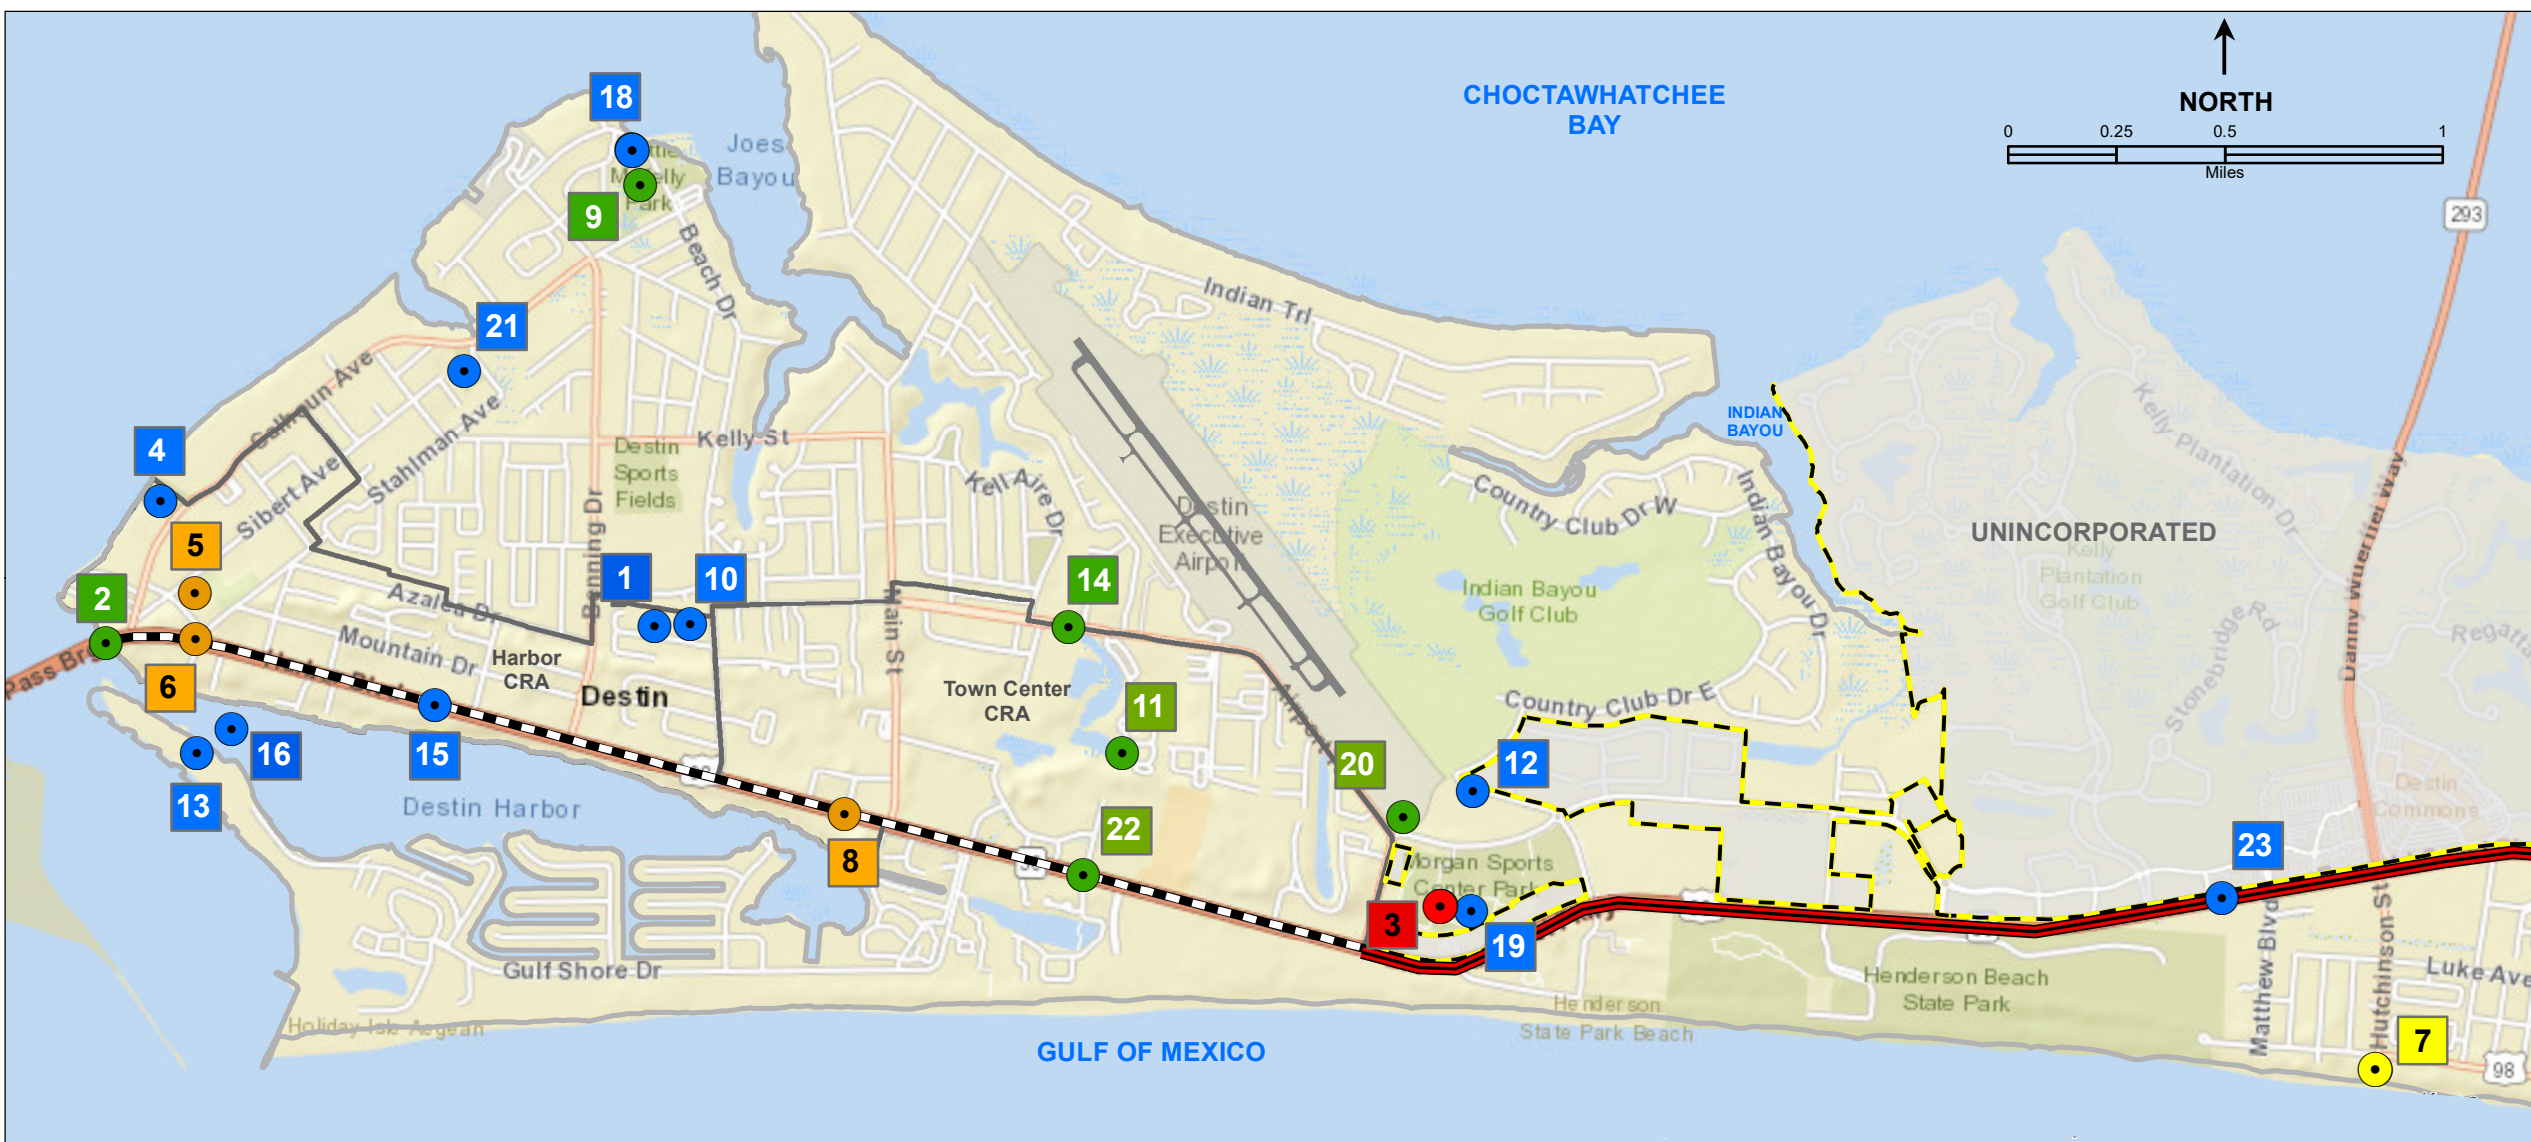 18
CHOCTAWHATCHEE
BAY
NORTH
0
0.25
0.5
1
Miles
Joes
Bayou
9
Park
293
Beach Dr
Indian Trl
21
Calhoun Ave
Stahlman Ave
INDIAN
BAYOU
Kelly Plantation Dr
4
Sibert Ave
Destin
Sports
Fields
Kelly St
Kell Aire Dr
Destin
Executive
Airport
Country Club Dr W
Indian Bayou Dr
UNINCORPORATED
Kelly
Plantation
Golf Club
Danny Wuerffel Way
5
2
Azalea Dr
Benning Dr
1
10
Main St
14
Indian Bayou
Golf Club
Stonebridge Rd
Regatta
Pass Br
6
Mountain Dr
Harbor
CRA
Destin
Town Center
CRA
11
Airport
Country Club Dr E
16
15
13
Destin Harbor
20
12
Destin
Commons
8
22
Morgan Sports
Center Park
3
19
23
Gulf Shore Dr
Holiday Isle Aegean
GULF OF MEXICO
Henderson
State Park Beach
Henderson Beach
State Park
Matthew Blvd
Hutchinson St
Luke Ave
7
98